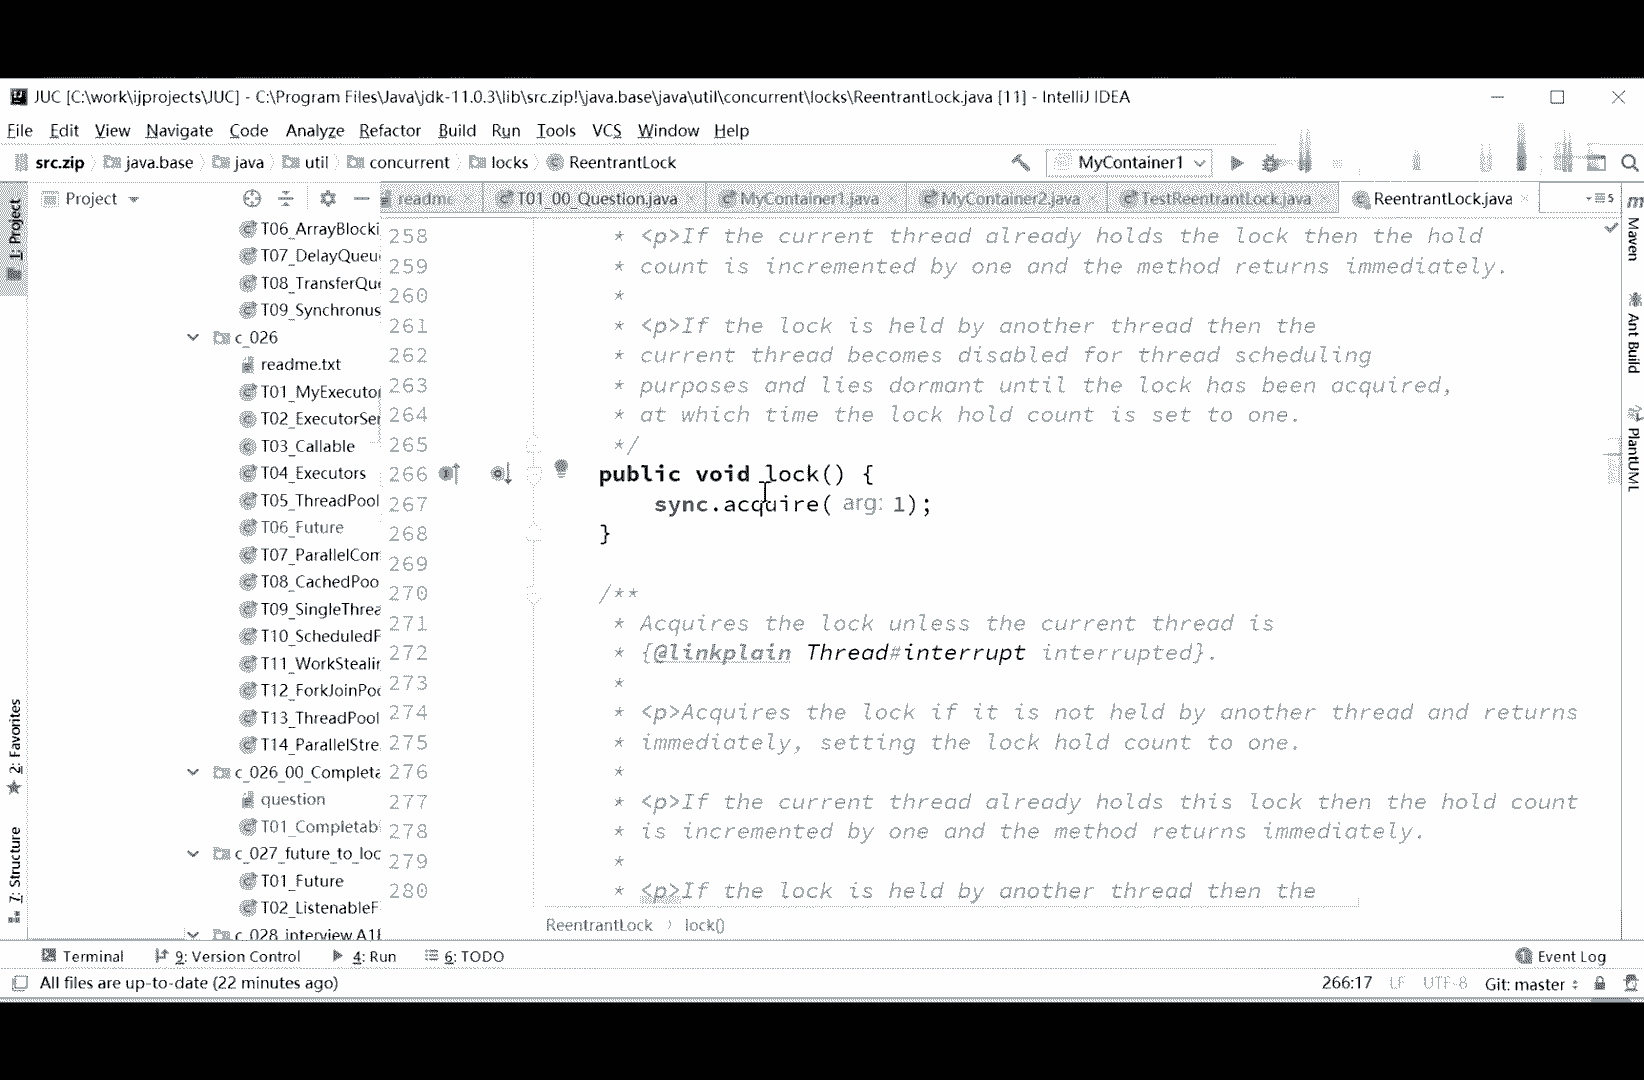 JUC [C:\work\ijprojects\JUC] - C:\Program Files\Java\jdk-11.0.3\lib\src.zip!\java.base\java\util\concurrent\locks\ReentrantLock.java [11] - IntelliJ IDEA
File Edit View Navigate Code Analyze Refactor Build Run Tools VCS Window Help
src.zip java.base java util concurrent locks ReentrantLock MyContainer1
Project readme T01_00_Question.java MyContainer1.java MyContainer2.java TestReentrantLock.java ReentrantLock.java 5
1: Project
2: Favorites
7: Structure
T06_ArrayBlocki
T07_DelayQueu
T08_TransferQu
T09_Synchronus
c_026
readme.txt
T01_MyExecutor
T02_ExecutorSer
T03_Callable
T04_Executors
T05_ThreadPool
T06_Future
T07_ParallelCom
T08_CachedPoo
T09_SingleThrea
T10_ScheduledP
T11_WorkStealin
T12_ForkJoinPoo
T13_ThreadPool
T14_ParallelStre
c_026_00_Completa
question
T01_Completab
c_027_future_to_loo
T01_Future
T02_ListenableF
c_028_interview.A1B
258 * <p>If the current thread already holds the lock then the hold
259 * count is incremented by one and the method returns immediately.
260 *
261 * <p>If the lock is held by another thread then the
262 * current thread becomes disabled for thread scheduling
263 * purposes and lies dormant until the lock has been acquired,
264 * at which time the lock hold count is set to one.
265 */
266 public void lock() {
267 sync.acquire( arg: 1);
268 }
269
270 /**
271 * Acquires the lock unless the current thread is
272 * {@linkplain Thread#interrupt interrupted}.
273 *
274 * <p>Acquires the lock if it is not held by another thread and returns
275 * immediately, setting the lock hold count to one.
276 *
277 * <p>If the current thread already holds this lock then the hold count
278 * is incremented by one and the method returns immediately.
279 *
280 * <p>If the lock is held by another thread then the
ReentrantLock lock()
m Maven
Ant Build
PlantUML
Terminal 9: Version Control 4: Run 6: TODO Event Log
All files are up-to-date (22 minutes ago) 266:17 LF UTF-8 Git: master